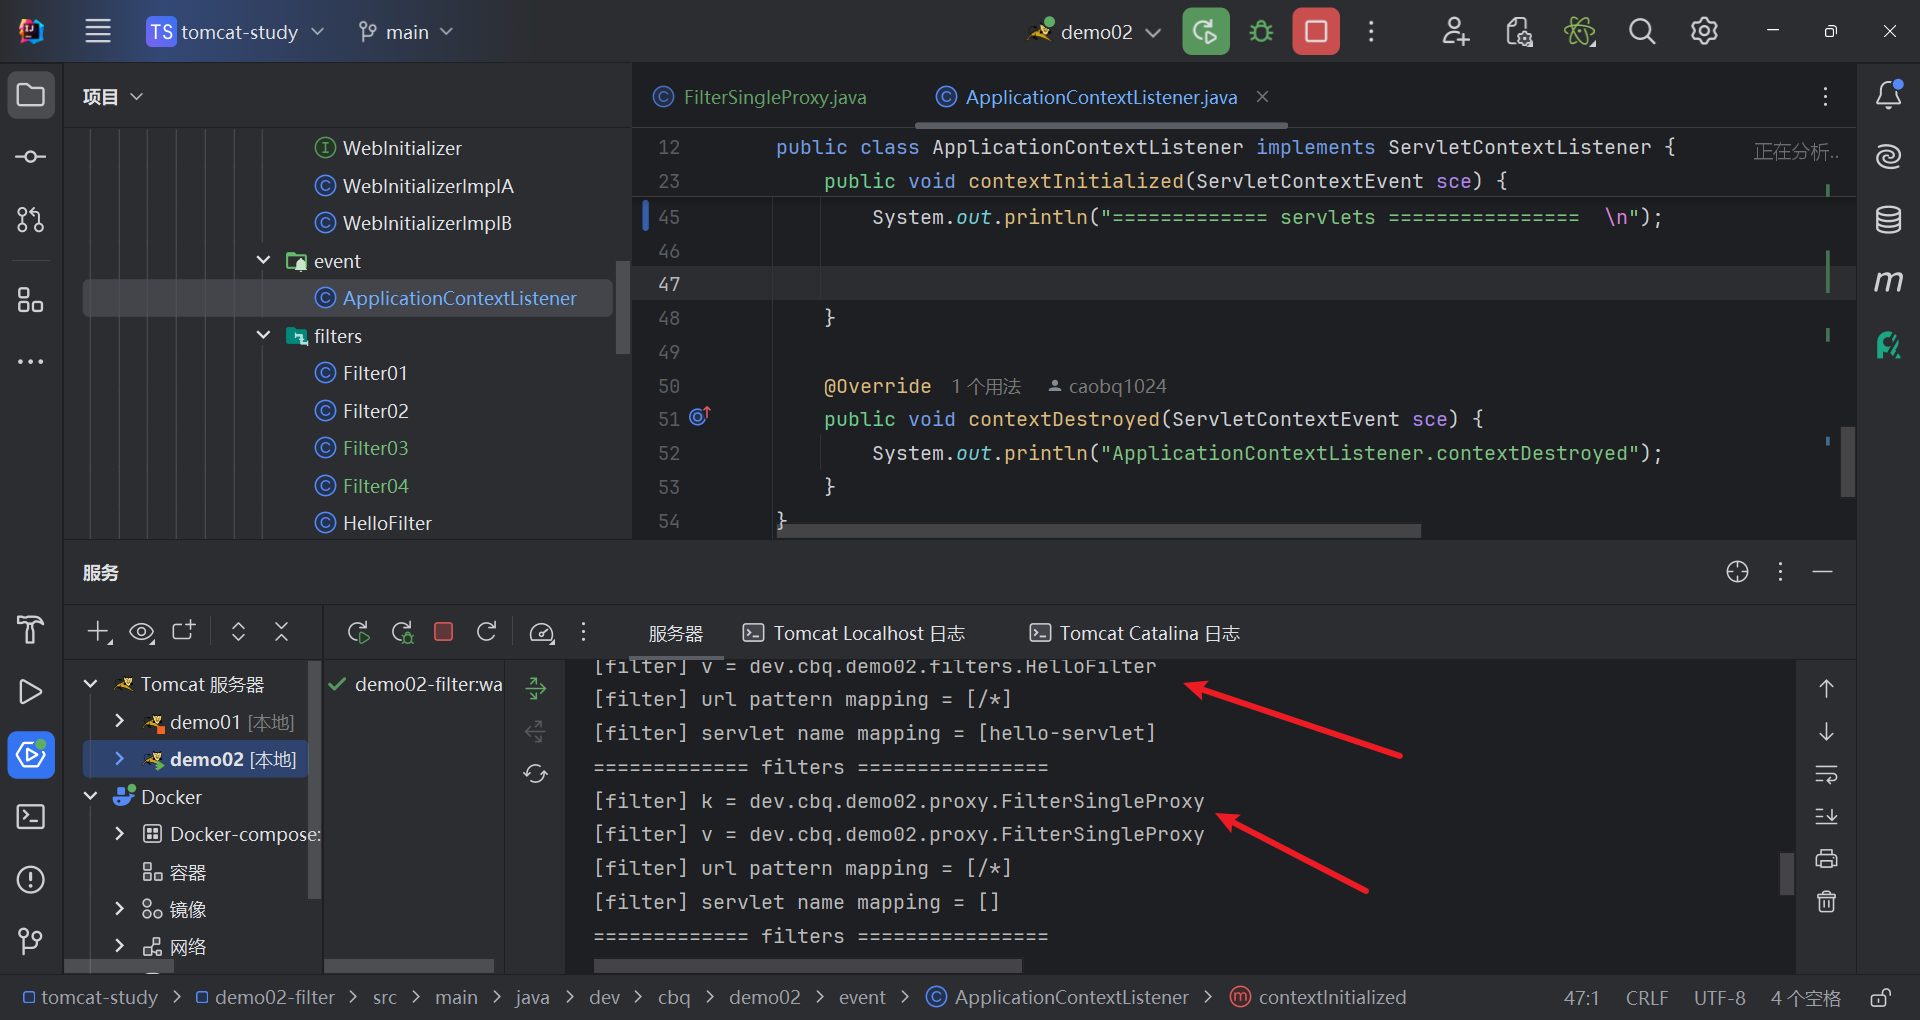 TS tomcat-study
main
demo02
项目
WebInitializer
WebInitializerImplA
WebInitializerImplB
event
ApplicationContextListener
filters
Filter01
Filter02
Filter03
Filter04
HelloFilter
FilterSingleProxy.java
ApplicationContextListener.java
12 public class ApplicationContextListener implements ServletContextListener {
正在分析..
23 public void contextInitialized(ServletContextEvent sce) {
45 System.out.println("============= servlets ================  \n");
46
47
48 }
49
50 @Override 1 个用法 caobq1024
51 public void contextDestroyed(ServletContextEvent sce) {
52 System.out.println("ApplicationContextListener.contextDestroyed");
53 }
54 }
服务
服务器
Tomcat Localhost 日志
Tomcat Catalina 日志
Tomcat 服务器
demo01 [本地]
demo02 [本地]
Docker
Docker-compose:
容器
镜像
网络
demo02-filter:wa
[filter] v = dev.cbq.demo02.filters.HelloFilter
[filter] url pattern mapping = [/*]
[filter] servlet name mapping = [hello-servlet]
============= filters ================
[filter] k = dev.cbq.demo02.proxy.FilterSingleProxy
[filter] v = dev.cbq.demo02.proxy.FilterSingleProxy
[filter] url pattern mapping = [/*]
[filter] servlet name mapping = []
============= filters ================
tomcat-study > demo02-filter > src > main > java > dev > cbq > demo02 > event > ApplicationContextListener > contextInitialized
47:1 CRLF UTF-8 4 个空格